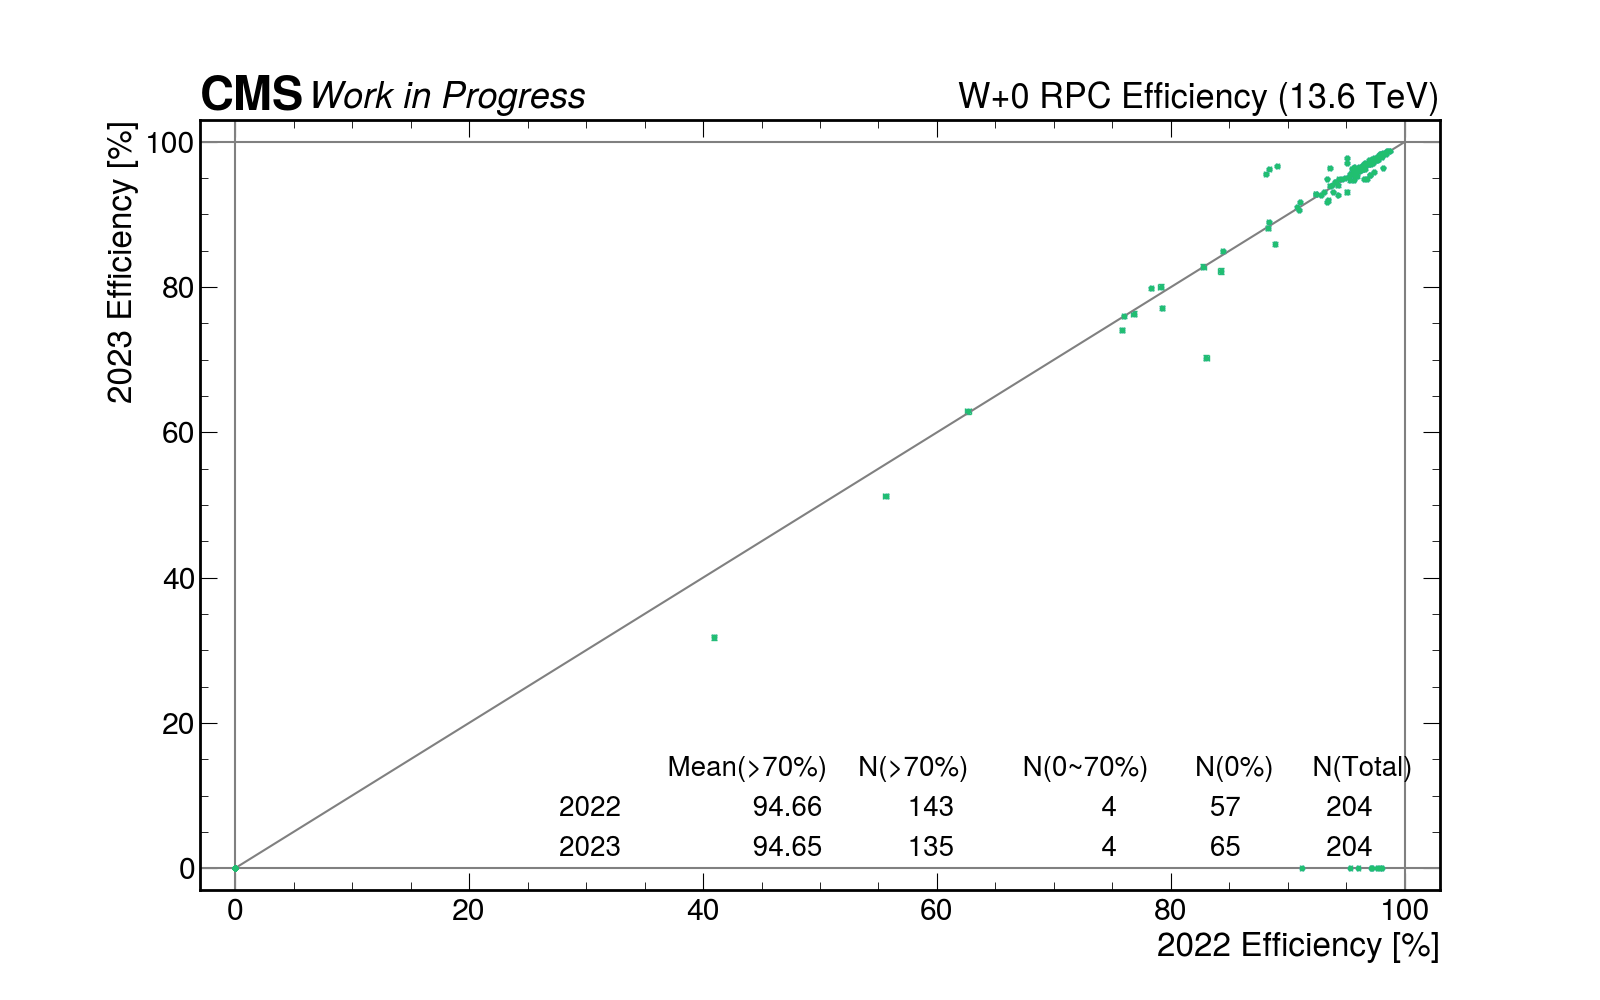 CMS Work in Progress W+0 RPC Efficiency (13.6 TeV)
2023 Efficiency [%]
100
80
60
40
20
0
Mean(>70%) N(>70%) N(0~70%) N(0%) N(Total)
2022 94.66 143 4 57 204
2023 94.65 135 4 65 204
0 20 40 60 80 100
2022 Efficiency [%]